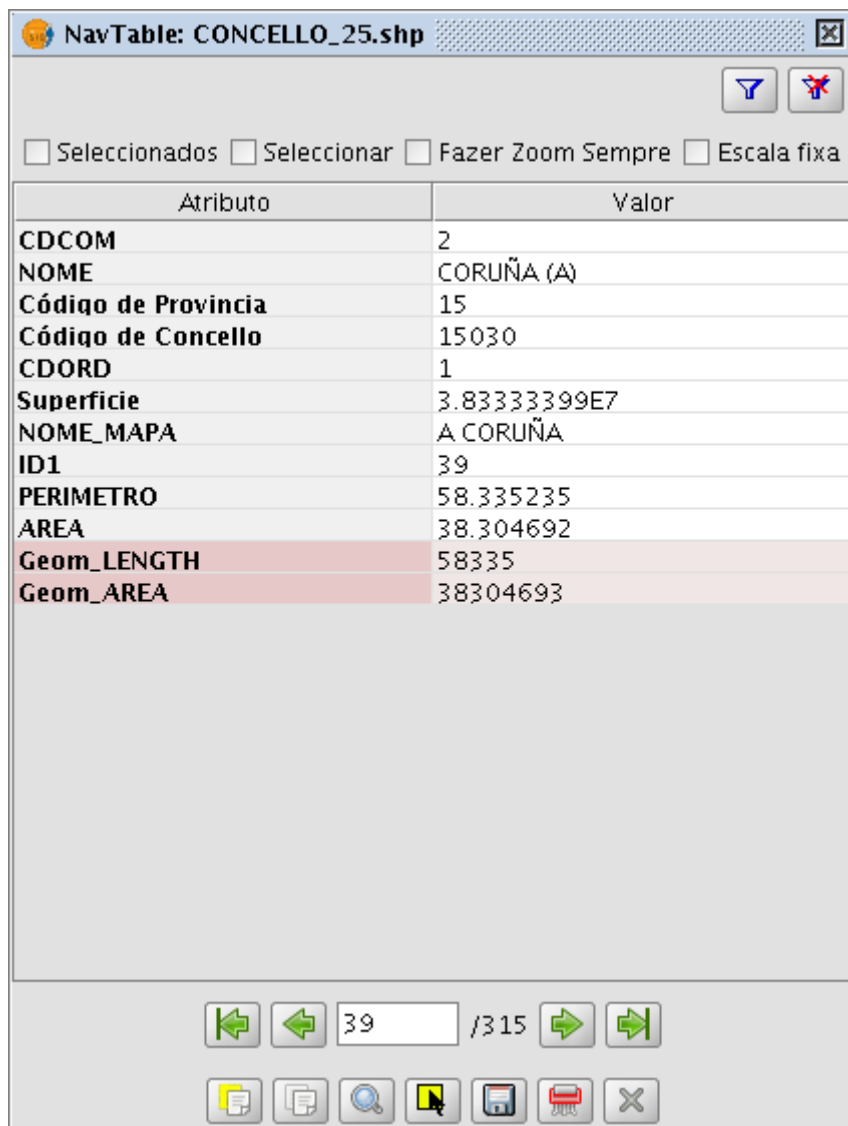 NavTable: CONCELLO_25.shp
Seleccionados Seleccionar Fazer Zoom Sempre Escala fixa
Atributo Valor
CDCOM 2
NOME CORUÑA (A)
Código de Provincia 15
Código de Concello 15030
CDORD 1
Superficie 3.83333399E7
NOME_MAPA A CORUÑA
ID1 39
PERIMETRO 58.335235
AREA 38.304692
Geom_LENGTH 58335
Geom_AREA 38304693
39 /315